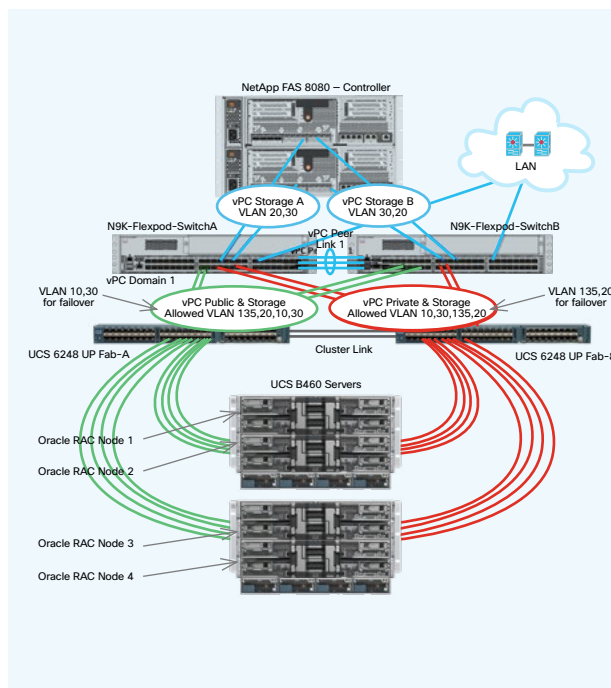 NetApp FAS 8080 – Controller
LAN
vPC Storage A
VLAN 20,30
vPC Storage B
VLAN 30,20
N9K-Flexpod-SwitchA
vPC Peer
Link 1
N9K-Flexpod-SwitchB
vPC Domain 1
VLAN 10,30
for failover
vPC Public & Storage
Allowed VLAN 135,20,10,30
vPC Private & Storage
Allowed VLAN 10,30,135,20
VLAN 135,20
for failover
UCS 6248 UP Fab-A
Cluster Link
UCS 6248 UP Fab-
UCS B460 Servers
Oracle RAC Node 1
Oracle RAC Node 2
Oracle RAC Node 3
Oracle RAC Node 4